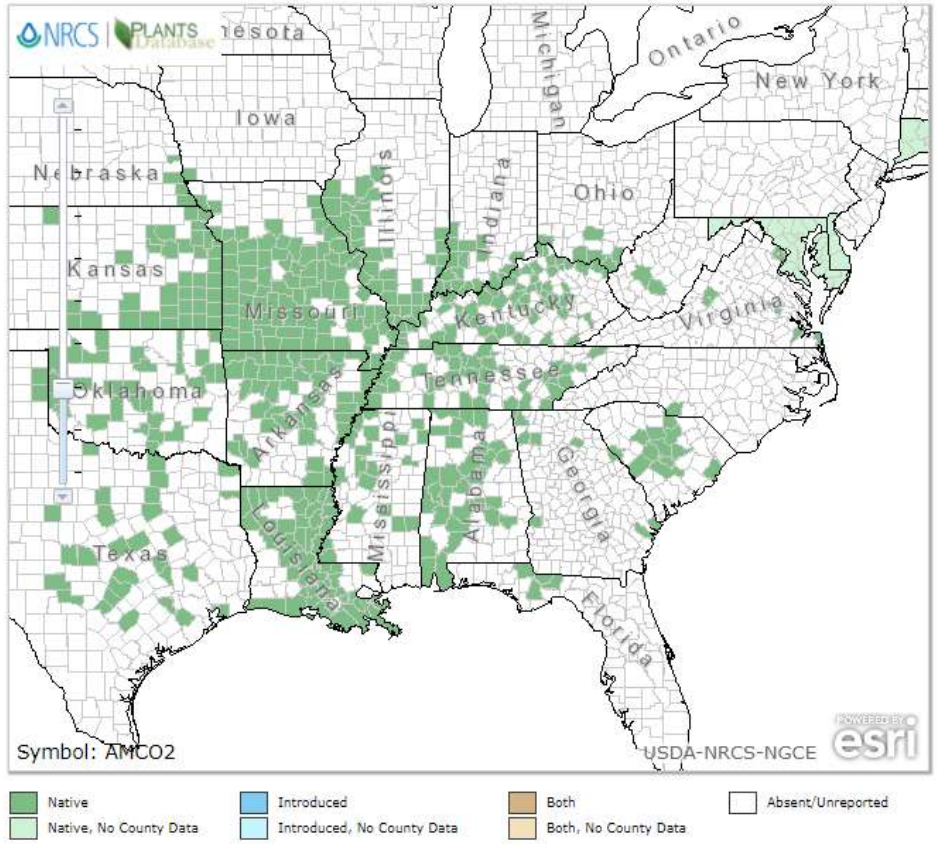 NRCS | PLANTS
Database
nesota
Michigan
Ontario
New York
Iowa
Nebraska
Illinois
Indiana
Ohio
Kansas
Missouri
Kentucky
Virginia
Oklahoma
Arkansas
Tennessee
Mississippi
Alabama
Georgia
Texas
Louisiana
Florida
Symbol: AMCO2
USDA-NRCS-NGCE
POWERED BY
esri
Native
Introduced
Both
Absent/Unreported
Native, No County Data
Introduced, No County Data
Both, No County Data